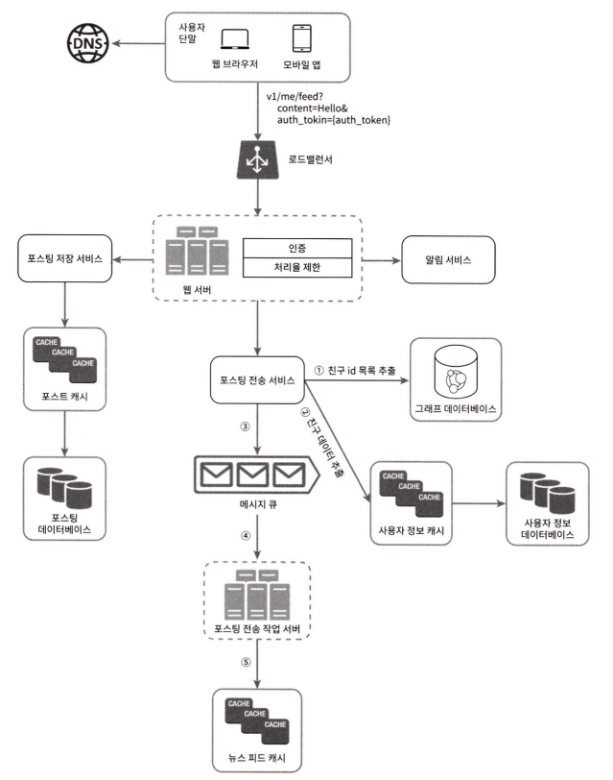 사용자
단말
DNS
웹 브라우저
모바일 앱
v1/me/feed?
content=Hello&
auth_tokin={auth_token}
로드밸런서
인증
처리율 제한
웹 서버
포스팅 저장 서비스
알림 서비스
CACHE
CACHE
CACHE
포스트 캐시
포스팅
데이터베이스
포스팅 전송 서비스
① 친구 id 목록 추출
그래프 데이터베이스
② 친구 데이터 추출
CACHE
CACHE
CACHE
사용자 정보 캐시
사용자 정보
데이터베이스
③
메시지 큐
④
포스팅 전송 작업 서버
⑤
CACHE
CACHE
CACHE
뉴스 피드 캐시